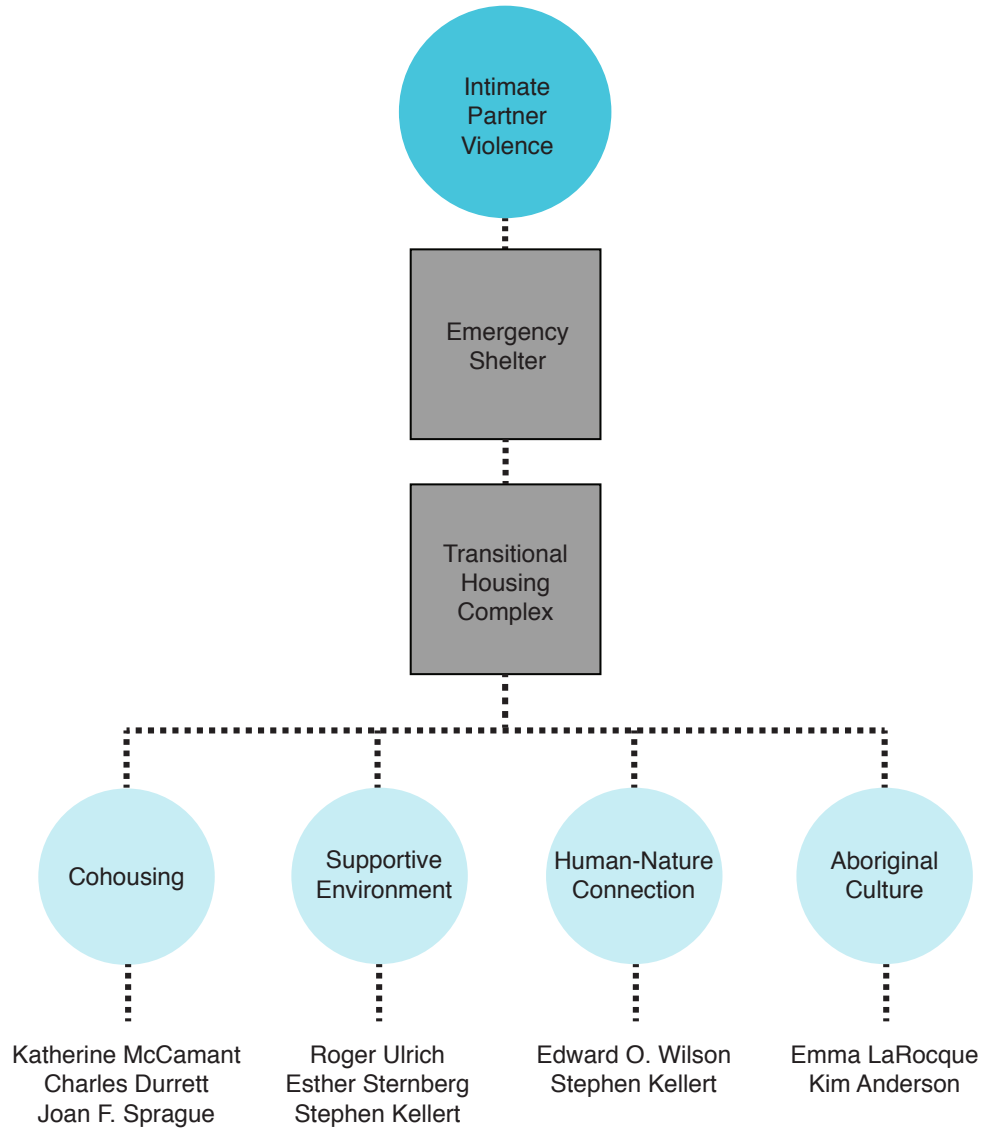 Intimate
Partner
Violence
Emergency
Shelter
Transitional
Housing
Complex
Cohousing
Supportive
Environment
Human-Nature
Connection
Aboriginal
Culture
Katherine McCamant
Charles Durrett
Joan F. Sprague
Roger Ulrich
Esther Sternberg
Stephen Kellert
Edward O. Wilson
Stephen Kellert
Emma LaRocque
Kim Anderson